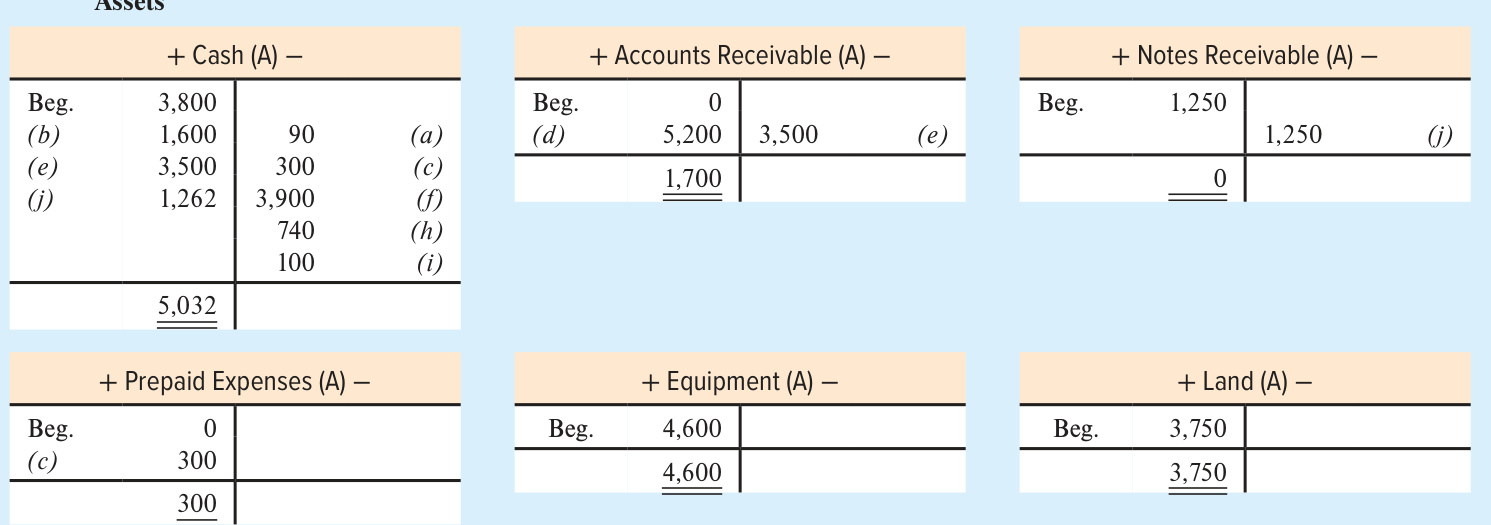 Assets
+ Cash (A) −
Beg. 3,800
(b) 1,600 90 (a)
(e) 3,500 300 (c)
(j) 1,262 3,900 (f)
740 (h)
100 (i)
5,032
+ Accounts Receivable (A) −
Beg. 0
(d) 5,200 3,500 (e)
1,700
+ Notes Receivable (A) −
Beg. 1,250
1,250 (j)
0
+ Prepaid Expenses (A) −
Beg. 0
(c) 300
300
+ Equipment (A) −
Beg. 4,600
4,600
+ Land (A) −
Beg. 3,750
3,750